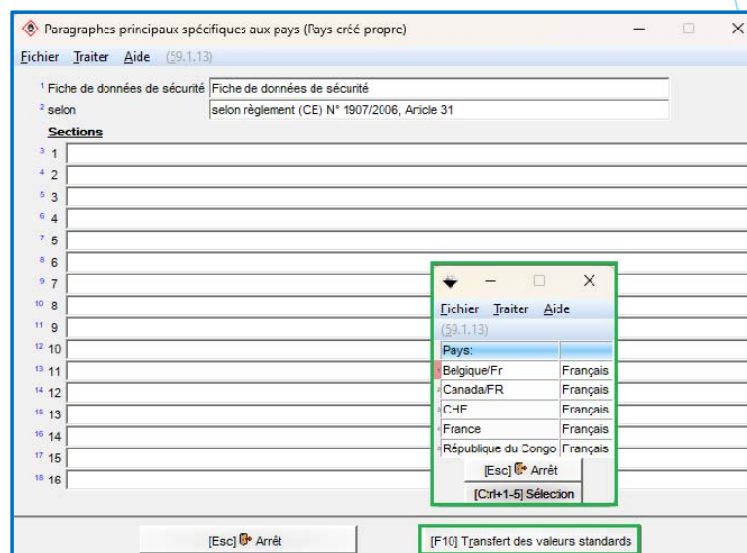 Paragraphes principaux spécifiques aux pays (Pays créé propre)
Fichier Traiter Aide (59.1.13)
1 Fiche de données de sécurité Fiche de données de sécurité
2 selon selon règlement (CE) N° 1907/2006, Article 31
Sections
3 1
4 2
5 3
6 4
7 5
8 6
9 7
10 8
11 9
12 10
13 11
14 12
15 13
16 14
17 15
18 16
Fichier Traiter Aide
(59.1.13)
Pays:
Belgique/Fr Français
Canada/FR Français
CHE Français
France Français
République du Congo Français
[Esc] Arrêt
[Ctrl+1-5] Sélection
[Esc] Arrêt [F10] Transfert des valeurs standards